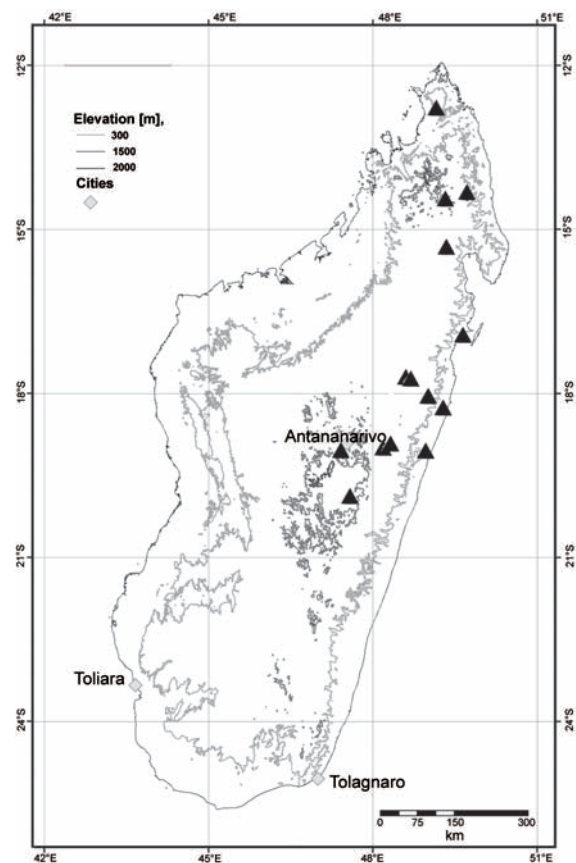 42°E 45°E 48°E 51°E
12°S 12°S
Elevation [m],
300
1500
2000
Cities
15°S 15°S
18°S 18°S
Antananarivo
21°S 21°S
Toliara
24°S 24°S
Tolagnaro
0 75 150 300
km
42°E 45°E 48°E 51°E